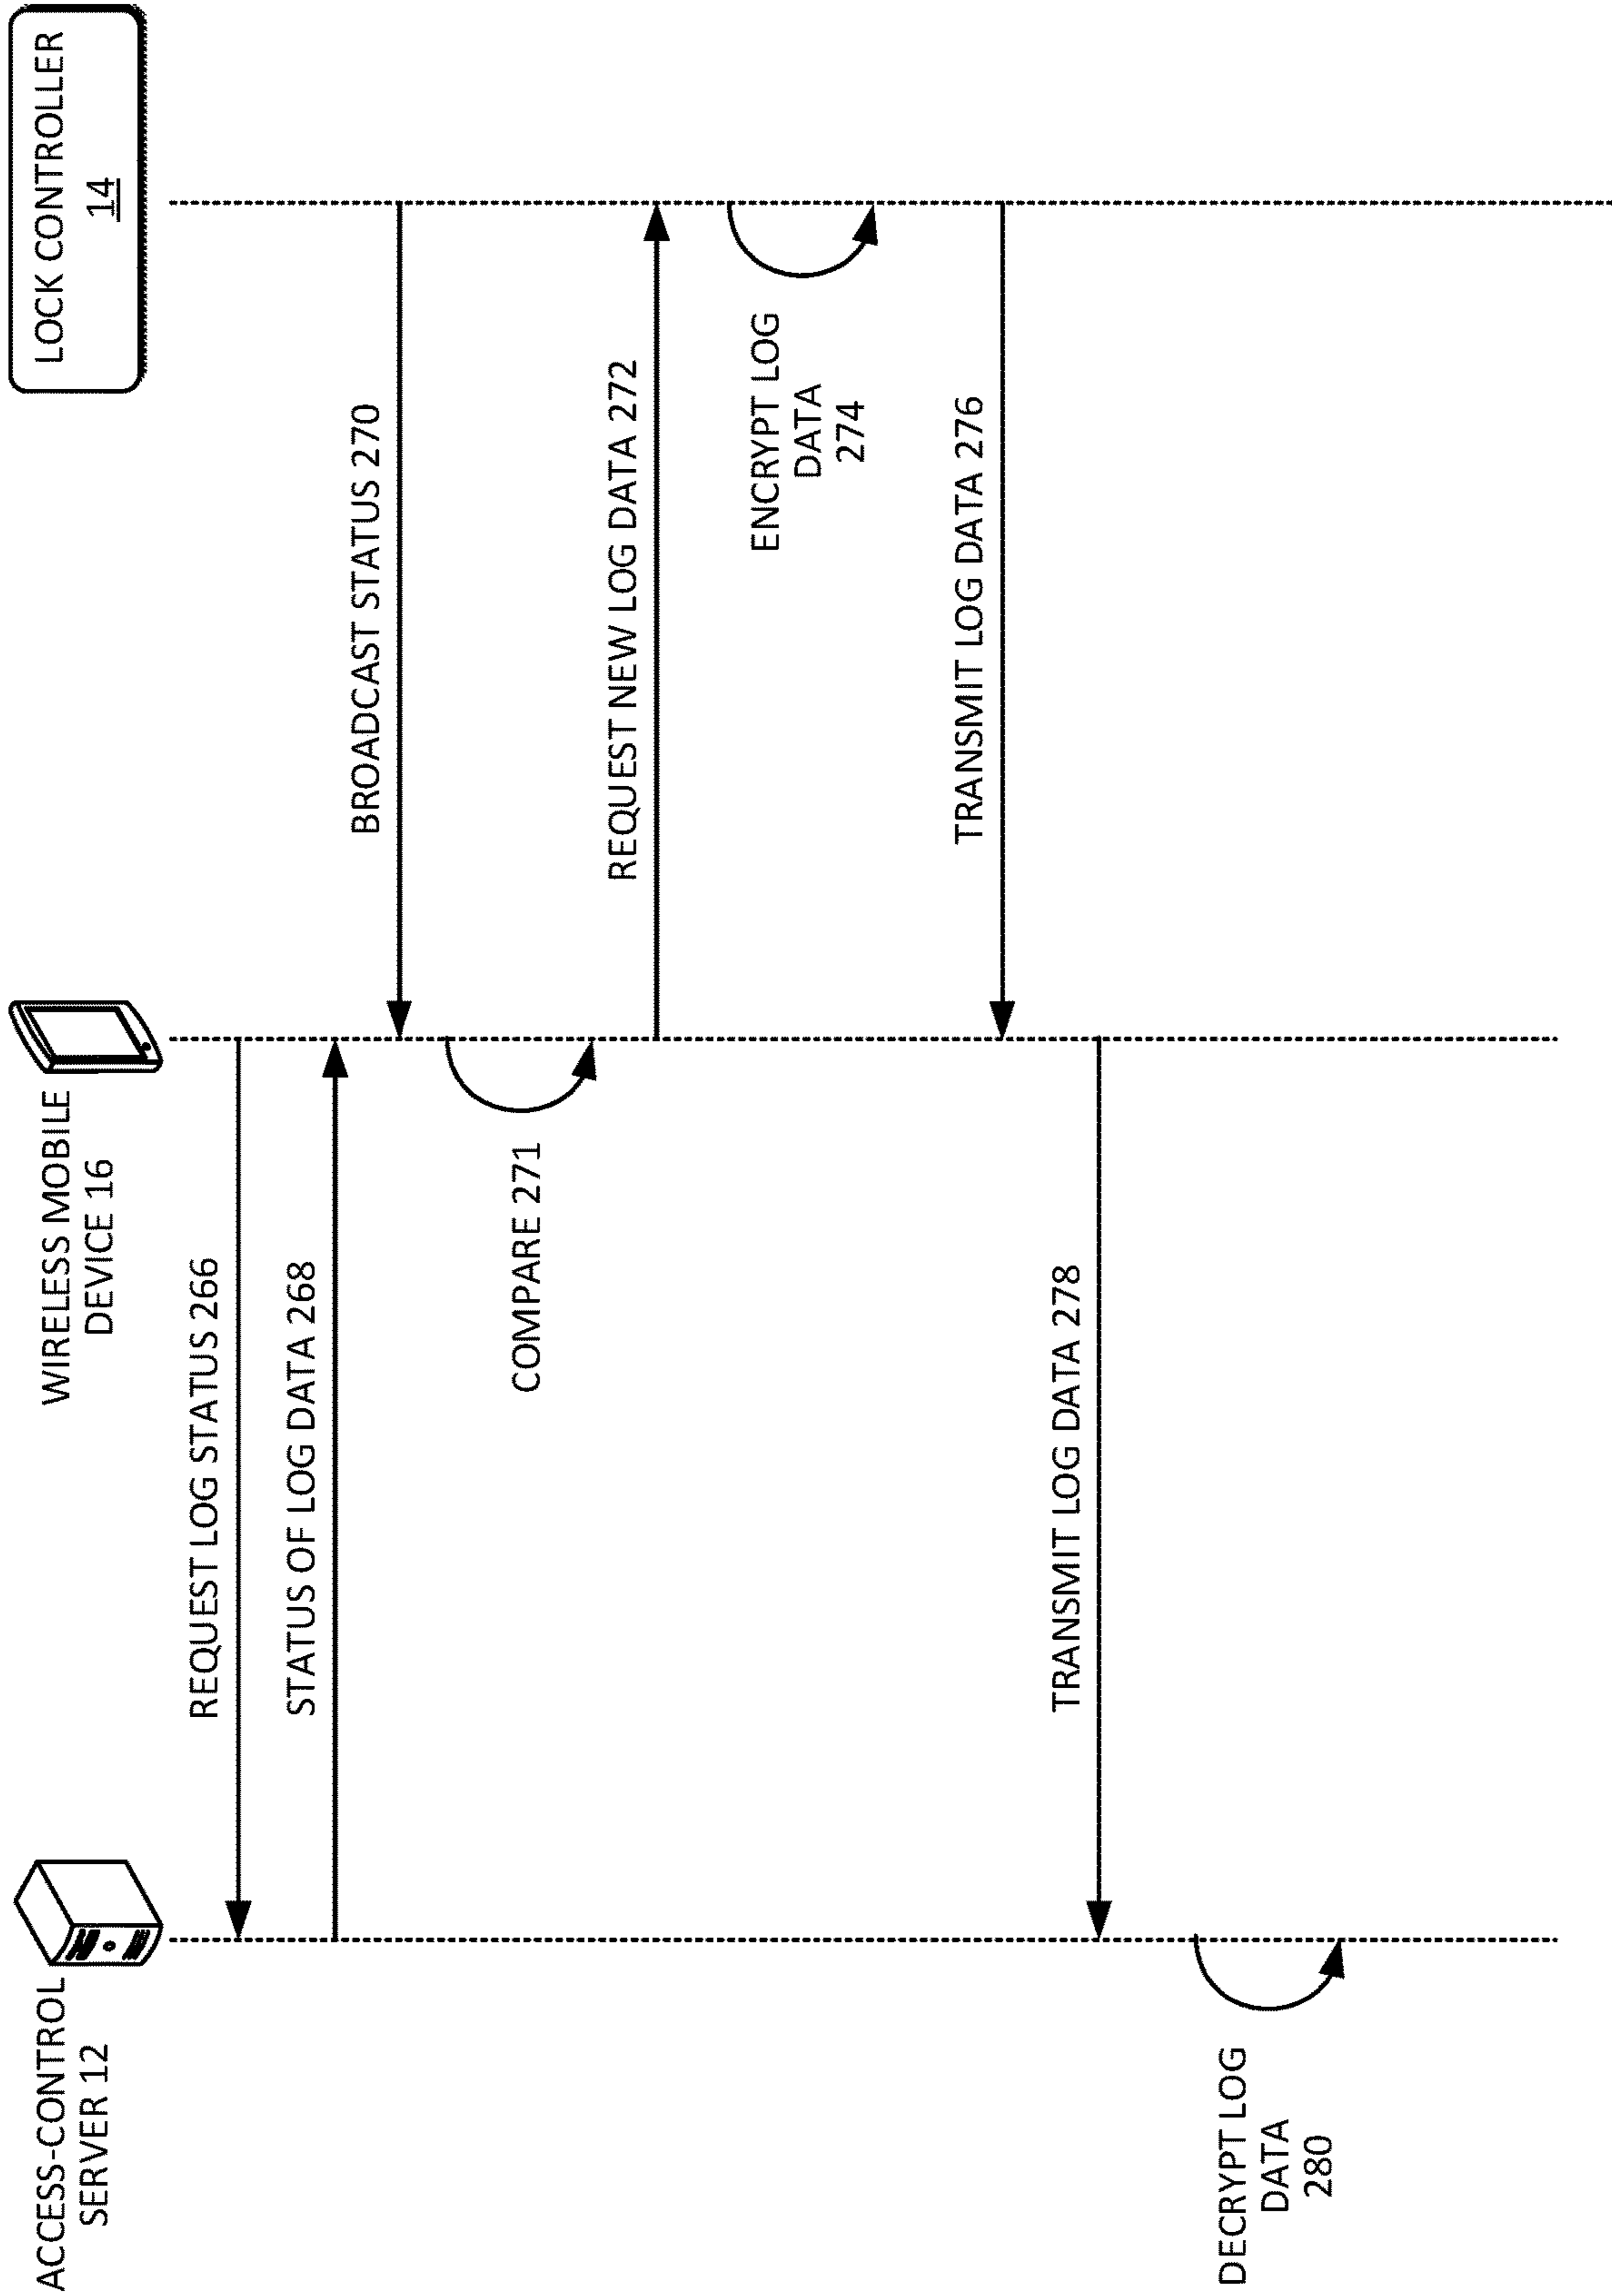 ACCESS-CONTROL
SERVER 12
WIRELESS MOBILE
DEVICE 16
LOCK CONTROLLER
14
REQUEST LOG STATUS 266
STATUS OF LOG DATA 268
BROADCAST STATUS 270
COMPARE 271
REQUEST NEW LOG DATA 272
ENCRYPT LOG
DATA
274
TRANSMIT LOG DATA 276
TRANSMIT LOG DATA 278
DECRYPT LOG
DATA
280